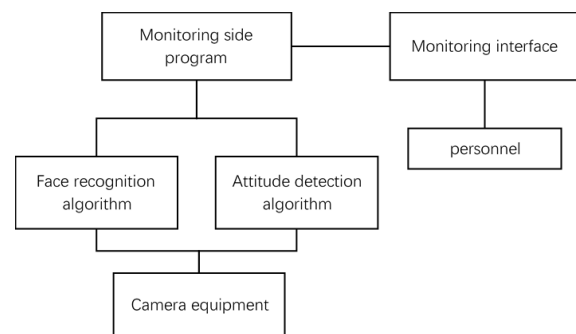 Monitoring side
program
Monitoring interface
personnel
Face recognition
algorithm
Attitude detection
algorithm
Camera equipment